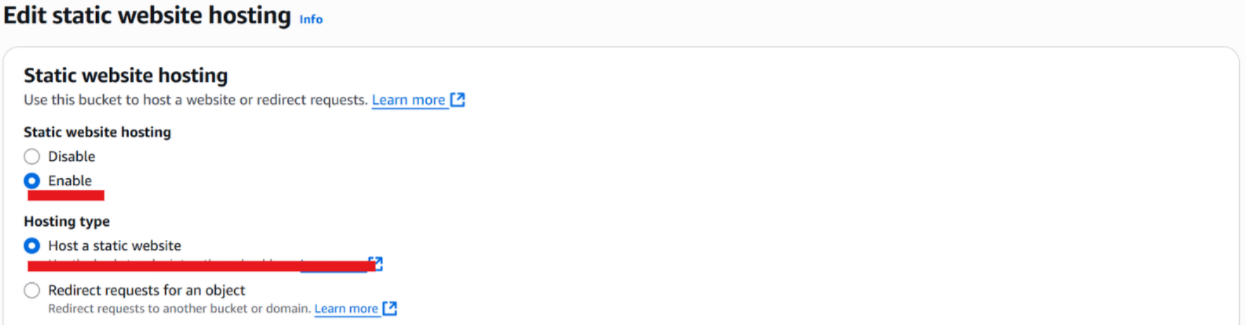 Edit static website hosting Info
Static website hosting
Use this bucket to host a website or redirect requests. Learn more
Static website hosting
Disable
Enable
Hosting type
Host a static website
Redirect requests for an object
Redirect requests to another bucket or domain. Learn more